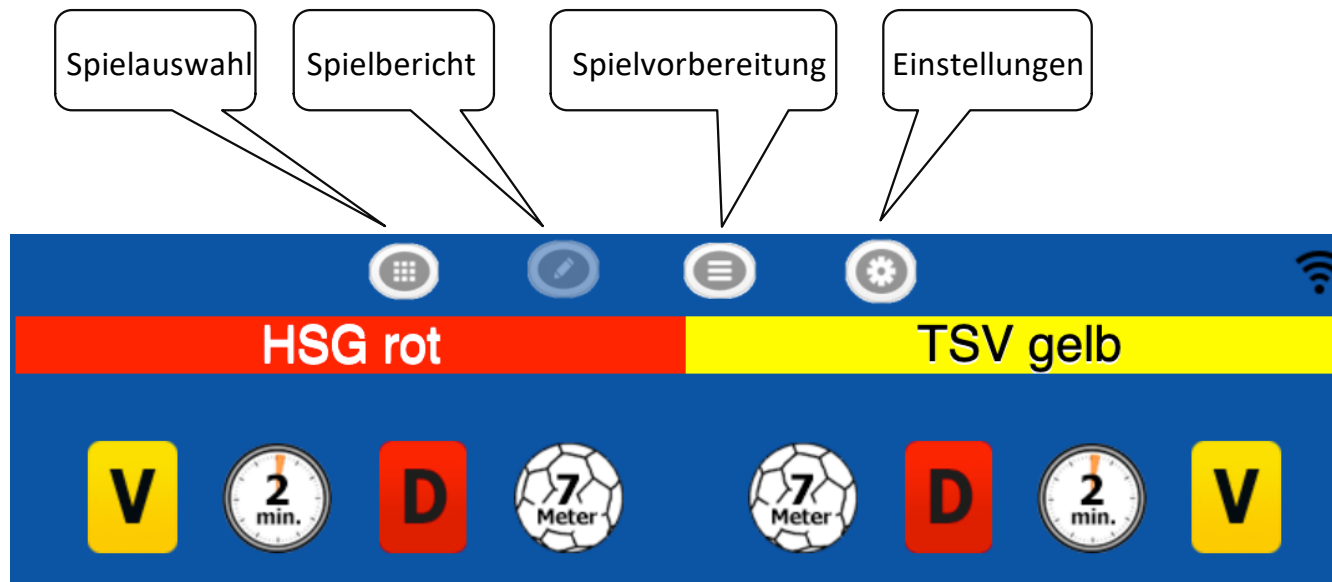 Spielauswahl
Spielbericht
Spielvorbereitung
Einstellungen
HSG rot
TSV gelb
V
2
min.
D
7
Meter
7
Meter
D
2
min.
V